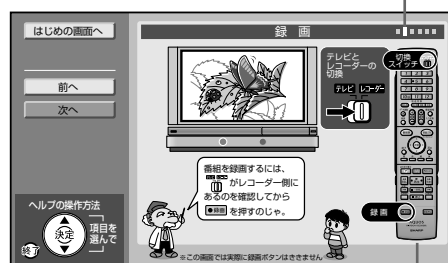 はじめの画面へ
前へ
次へ
ヘルプの操作方法
決定
項目を
選んで
終了
録 画
テレビと
レコーダーの
切換
テレビ レコーダー
切換
スイッチ
番組を録画するには、
がレコーダー側に
あるのを確認してから
●録画 を押すのじゃ。
録 画
※この画面では実際に録画ボタンはききません